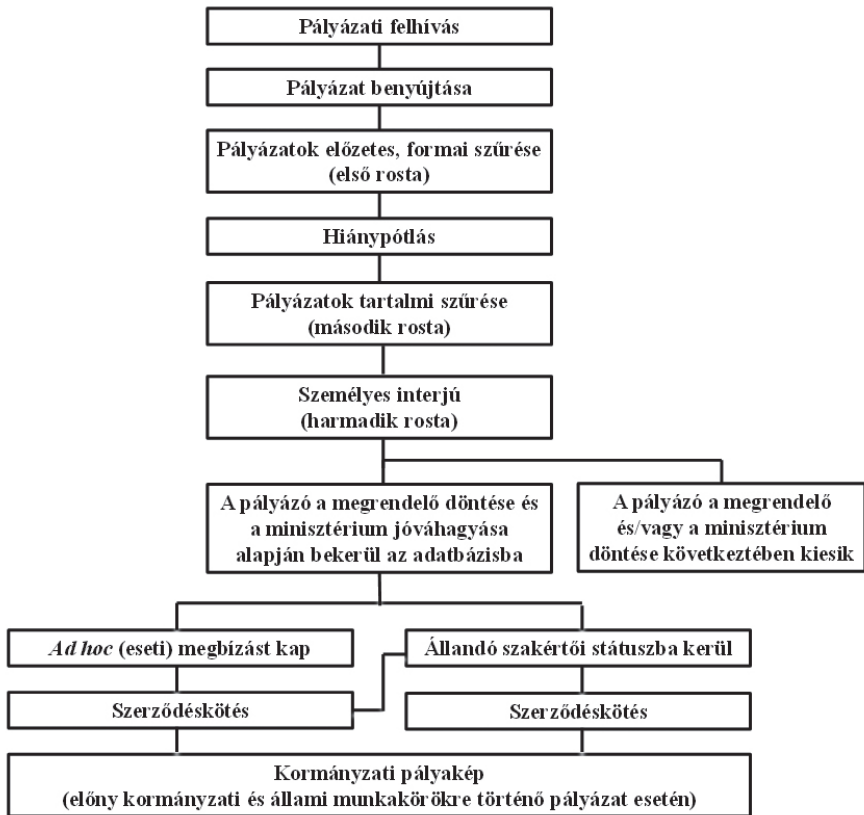 Pályázati felhívás
Pályázat benyújtása
Pályázatok előzetes, formai szűrése
(első rosta)
Hiánypótlás
Pályázatok tartalmi szűrése
(második rosta)
Személyes interjú
(harmadik rosta)
A pályázó a megrendelő döntése és
a minisztérium jóváhagyása
alapján bekerül az adatbázisba
A pályázó a megrendelő
és/vagy a minisztérium
döntése következtében kiesik
Ad hoc (eseti) megbízást kap
Állandó szakértői státuszba kerül
Szerződéskötés
Szerződéskötés
Kormányzati pályakép
(előny kormányzati és állami munkakörökre történő pályázat esetén)